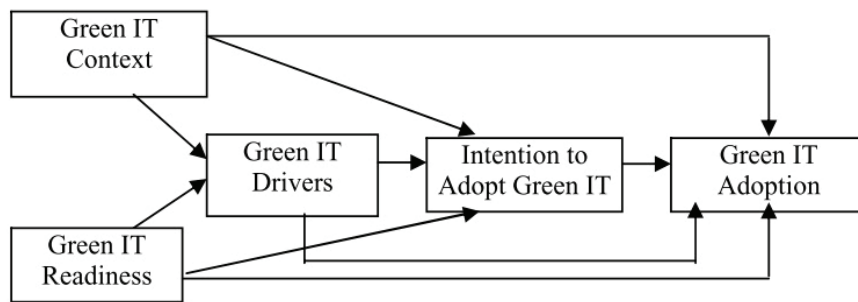 Green IT
Context
Green IT
Drivers
Intention to
Adopt Green IT
Green IT
Adoption
Green IT
Readiness